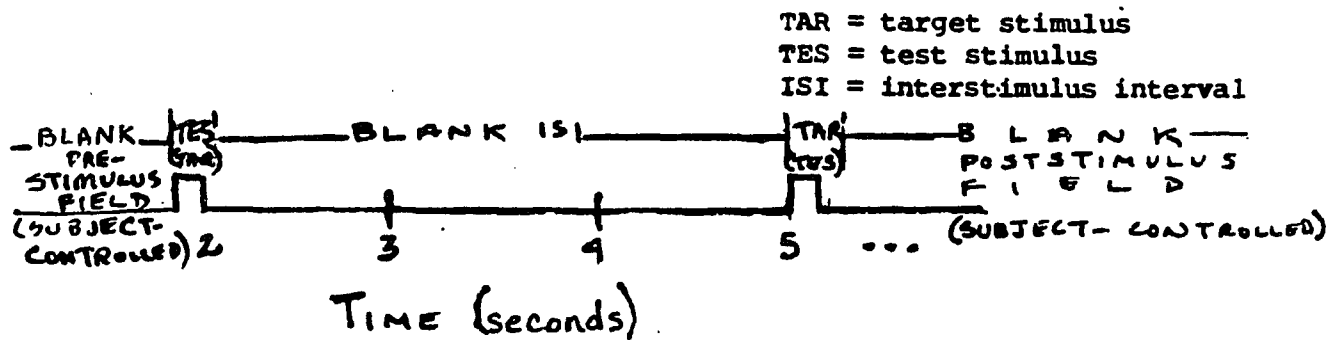 TAR = target stimulus
TES = test stimulus
ISI = interstimulus interval
BLANK
PRE-
STIMULUS
FIELD
(SUBJECT-
CONTROLLED)
TES
(TAR)
BLANK ISI
TAR
(TES)
BLANK
POSTSTIMULUS
FIELD
(SUBJECT-CONTROLLED)
2
3
4
5
...
TIME (seconds)